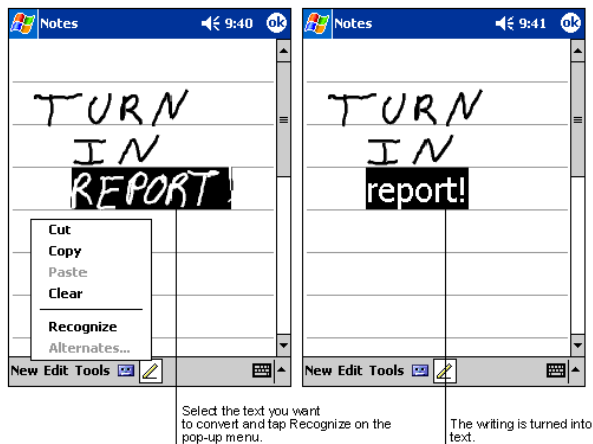 Notes 9:40 ok
TURN
IN
REPORT!
Cut
Copy
Paste
Clear
Recognize
Alternates...
New Edit Tools
Select the text you want
to convert and tap Recognize on the
pop-up menu.
Notes 9:41 ok
TURN
IN
report!
New Edit Tools
The writing is turned into
text.